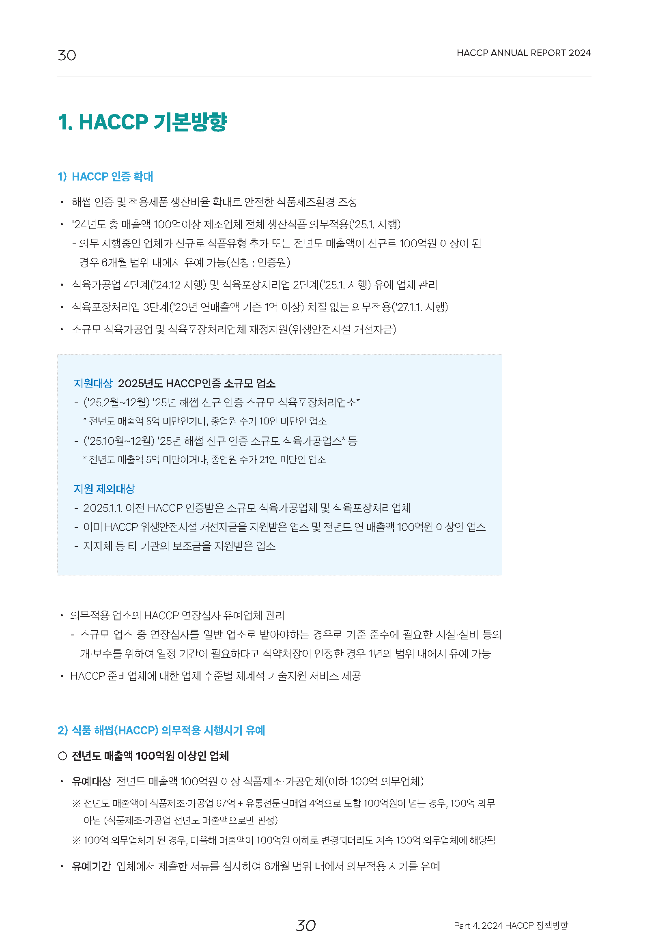 30
HACCP ANNUAL REPORT 2024
1. HACCP 기본방향
1) HACCP 인증 확대
• 해썹 인증 및 적용제품 생산비율 확대로 안전한 식품제조환경 조성
• '24년도 총 매출액 100억이상 제조업체 전체 생산식품 의무적용('25.1. 시행)
- 의무 시행중인 업체가 신규로 식품유형 추가 또는 전년도 매출액이 신규로 100억원 이상이 된
경우 6개월 범위 내에서 유예 가능(신청 : 인증원)
• 식육가공업 4단계('24.12 시행) 및 식육포장처리업 2단계('25.1. 시행) 유예 업체 관리
• 식육포장처리업 3단계('20년 연매출액 기준 1억 이상) 차질 없는 의무적용('27.1.1. 시행)
• 소규모 식육가공업 및 식육포장처리업체 재정지원(위생안전시설 개선자금)
지원대상 2025년도 HACCP인증 소규모 업소
- ('25.2월~12월) '25년 해썹 신규 인증 소규모 식육포장처리업소*
* 전년도 매출액 5억 미만인거나, 종업원 수가 10인 미만인 업소
- ('25.10월~12월) '25년 해썹 신규 인증 소규모 식육가공업소* 등
* 전년도 매출액 5억 미만이거나, 종업원 수가 21인 미만인 업소
지원 제외대상
- 2025.1.1. 이전 HACCP 인증받은 소규모 식육가공업체 및 식육포장처리업체
- 이미 HACCP 위생안전시설 개선자금을 지원받은 업소 및 전년도 연 매출액 100억원 이상인 업소
- 지자체 등 타 기관의 보조금을 지원받은 업소
• 의무적용 업소의 HACCP 연장심사 유예업체 관리
- 소규모 업소 중 연장심사를 일반 업소로 받아야하는 경우로 기준 준수에 필요한 시설·설비 등의
개·보수를 위하여 일정 기간이 필요하다고 식약처장이 인정한 경우 1년의 범위 내에서 유예 가능
• HACCP 준비업체에 대한 업체 수준별 체계적 기술지원 서비스 제공
2) 식품 해썹(HACCP) 의무적용 시행시기 유예
○ 전년도 매출액 100억원 이상인 업체
• 유예대상 전년도 매출액 100억원 이상 식품제조·가공업체(이하 100억 의무업체)
※ 전년도 매출액이 식품제조·가공업 97억 + 유통전문판매업 4억으로 도합 100억원이 넘는 경우, 100억 의무
아님 (식품제조·가공업 전년도 매출액으로만 판정)
※ 100억 의무업체가 된 경우, 다음해 매출액이 100억원 이하로 변경되더라도 계속 100억 의무업체에 해당됨
• 유예기간 업체에서 제출한 서류를 심사하여 6개월 범위 내에서 의무적용 시기를 유예
30
Part 4. 2024 HACCP 정책방향